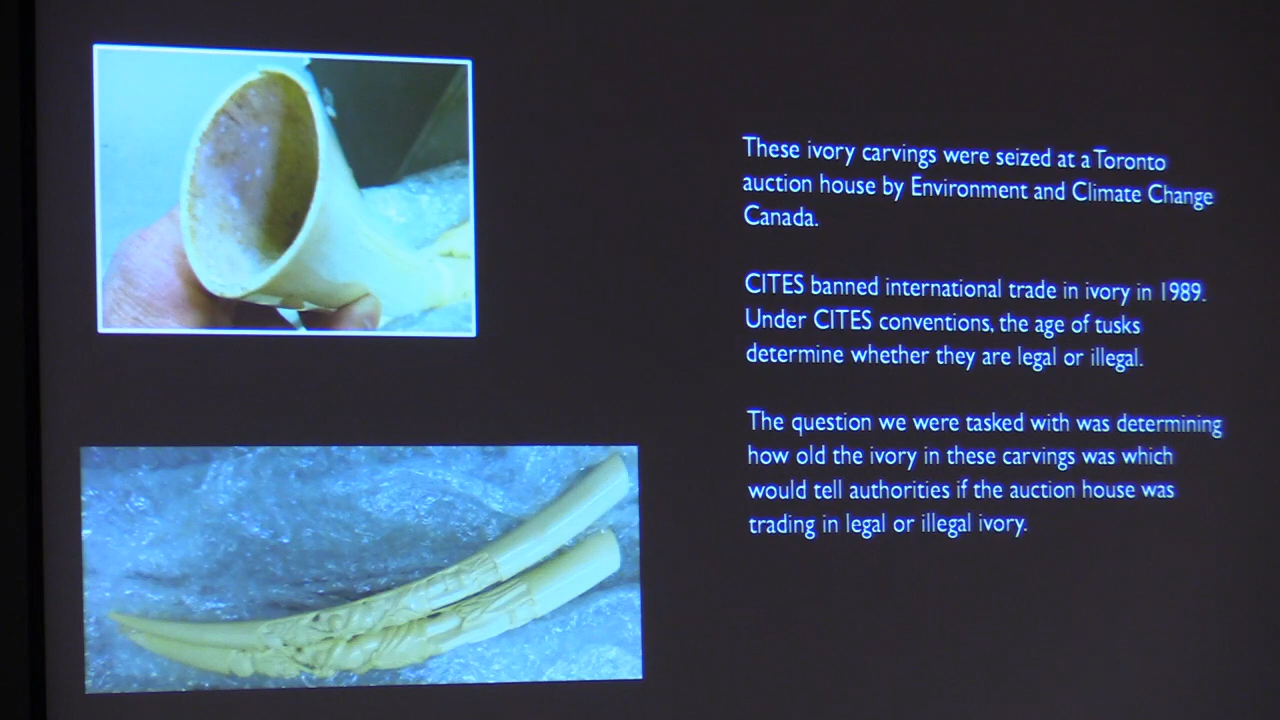 These ivory carvings were seized at a Toronto
auction house by Environment and Climate Change
Canada.
CITES banned international trade in ivory in 1989.
Under CITES conventions, the age of tusks
determine whether they are legal or illegal.
The question we were tasked with was determining
how old the ivory in these carvings was which
would tell authorities if the auction house was
trading in legal or illegal ivory.